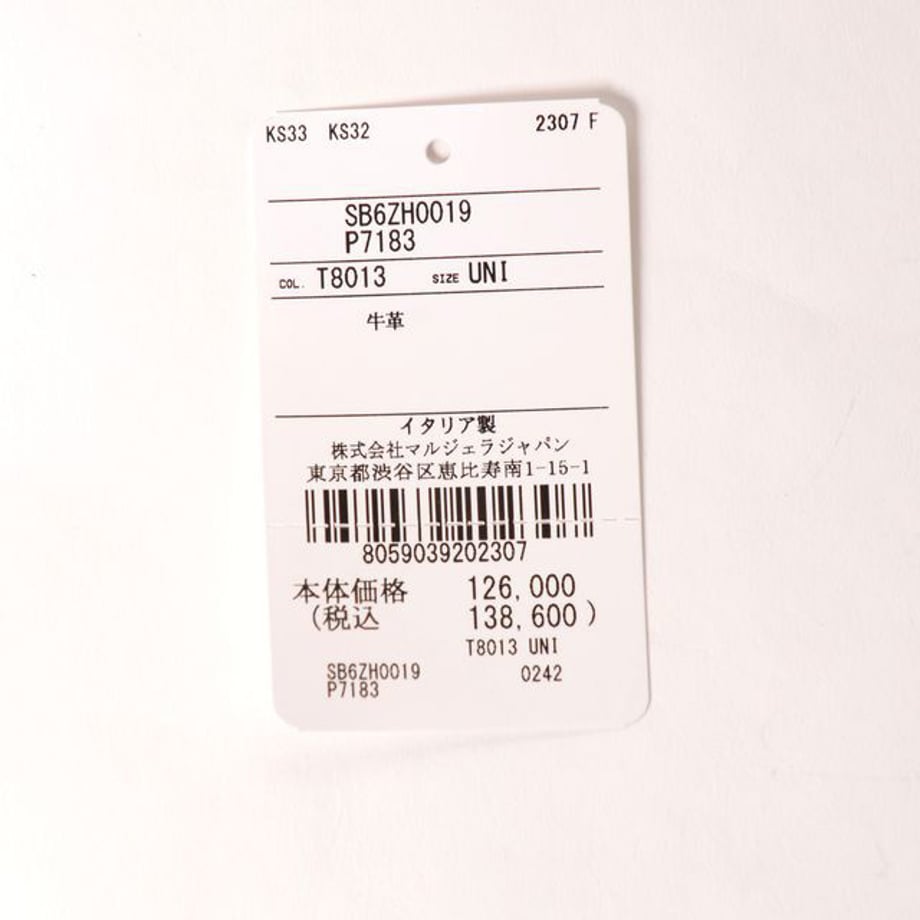 KS33 KS32 2307 F
SB6ZH0019
P7183
COL. T8013 SIZE UNI
牛革
イタリア製
株式会社マルジェラジャパン
東京都渋谷区恵比寿南1-15-1
8059039202307
本体価格 126,000
(税込 138,600)
T8013 UNI
SB6ZH0019 0242
P7183